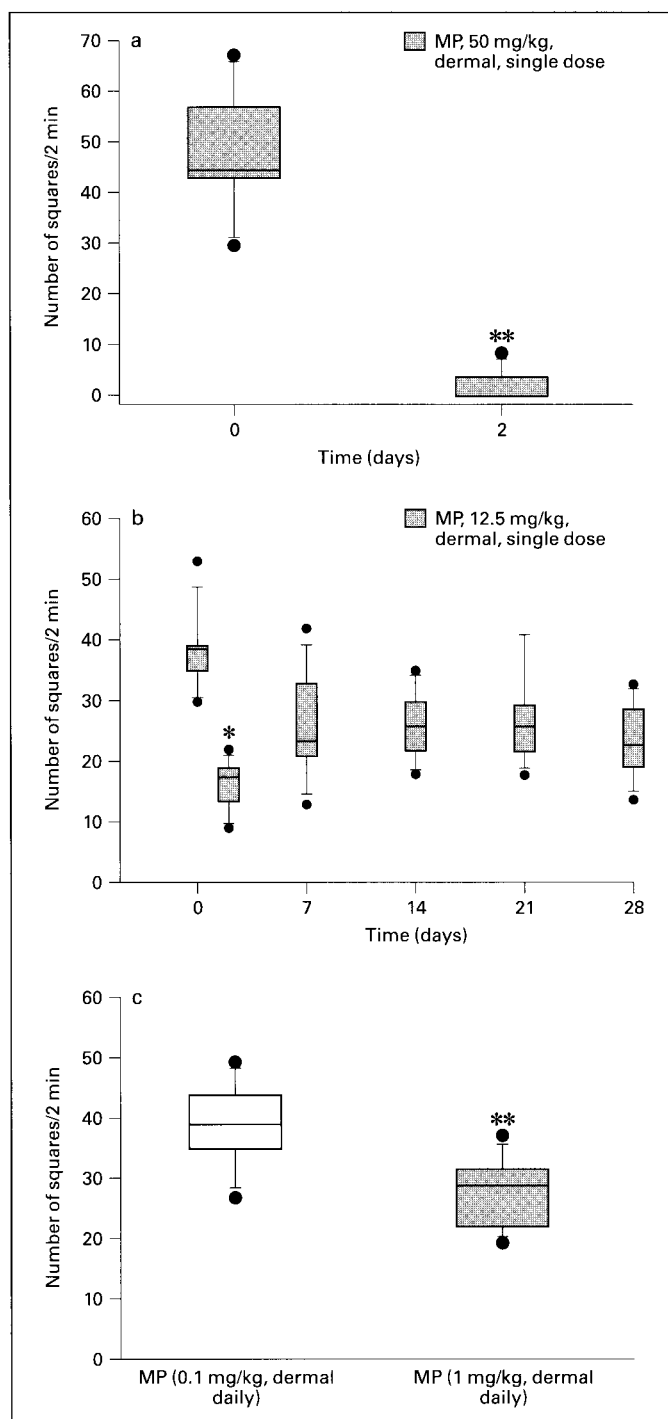 a
MP, 50 mg/kg,
dermal, single dose
Number of squares/2 min
70
60
50
40
30
20
10
0
**
0 2
Time (days)
b
MP, 12.5 mg/kg,
dermal, single dose
Number of squares/2 min
60
50
40
30
20
10
0
*
0 7 14 21 28
Time (days)
c
Number of squares/2 min
60
50
40
30
20
10
0
**
MP (0.1 mg/kg, dermal
daily)
MP (1 mg/kg, dermal
daily)